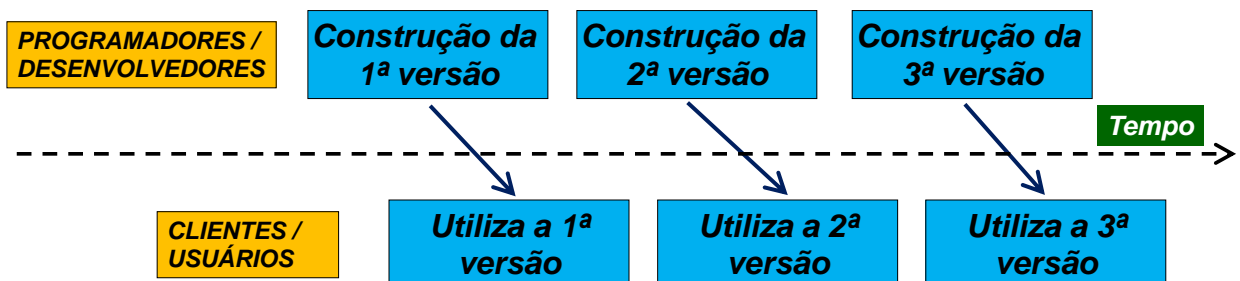 PROGRAMADORES /
DESENVOLVEDORES
Construção da
1ª versão
Construção da
2ª versão
Construção da
3ª versão
Tempo
CLIENTES /
USUÁRIOS
Utiliza a 1ª
versão
Utiliza a 2ª
versão
Utiliza a 3ª
versão